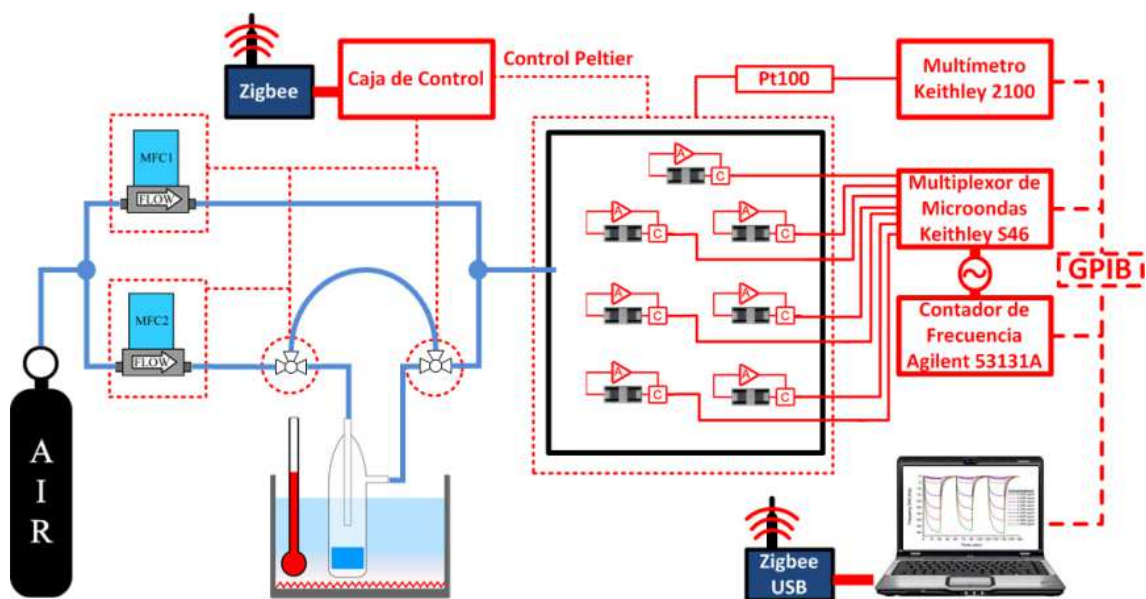 Zigbee
Caja de Control
Control Peltier
Pt100
Multímetro
Keithley 2100
MFC1
FLOW
MFC2
FLOW
A
C
A
C
A
C
A
C
A
C
A
C
A
C
Multiplexor de
Microondas
Keithley S46
GPIB
Contador de
Frecuencia
Agilent 53131A
A
I
R
Zigbee
USB